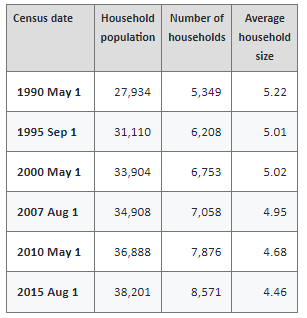 Census date Household population Number of households Average household size
1990 May 1 27,934 5,349 5.22
1995 Sep 1 31,110 6,208 5.01
2000 May 1 33,904 6,753 5.02
2007 Aug 1 34,908 7,058 4.95
2010 May 1 36,888 7,876 4.68
2015 Aug 1 38,201 8,571 4.46